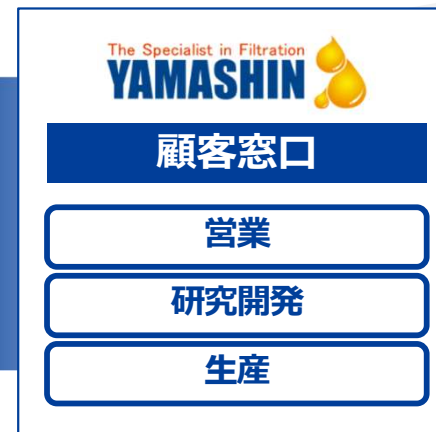 The Specialist in Filtration
YAMASHIN
顧客窓口
営業
研究開発
生産